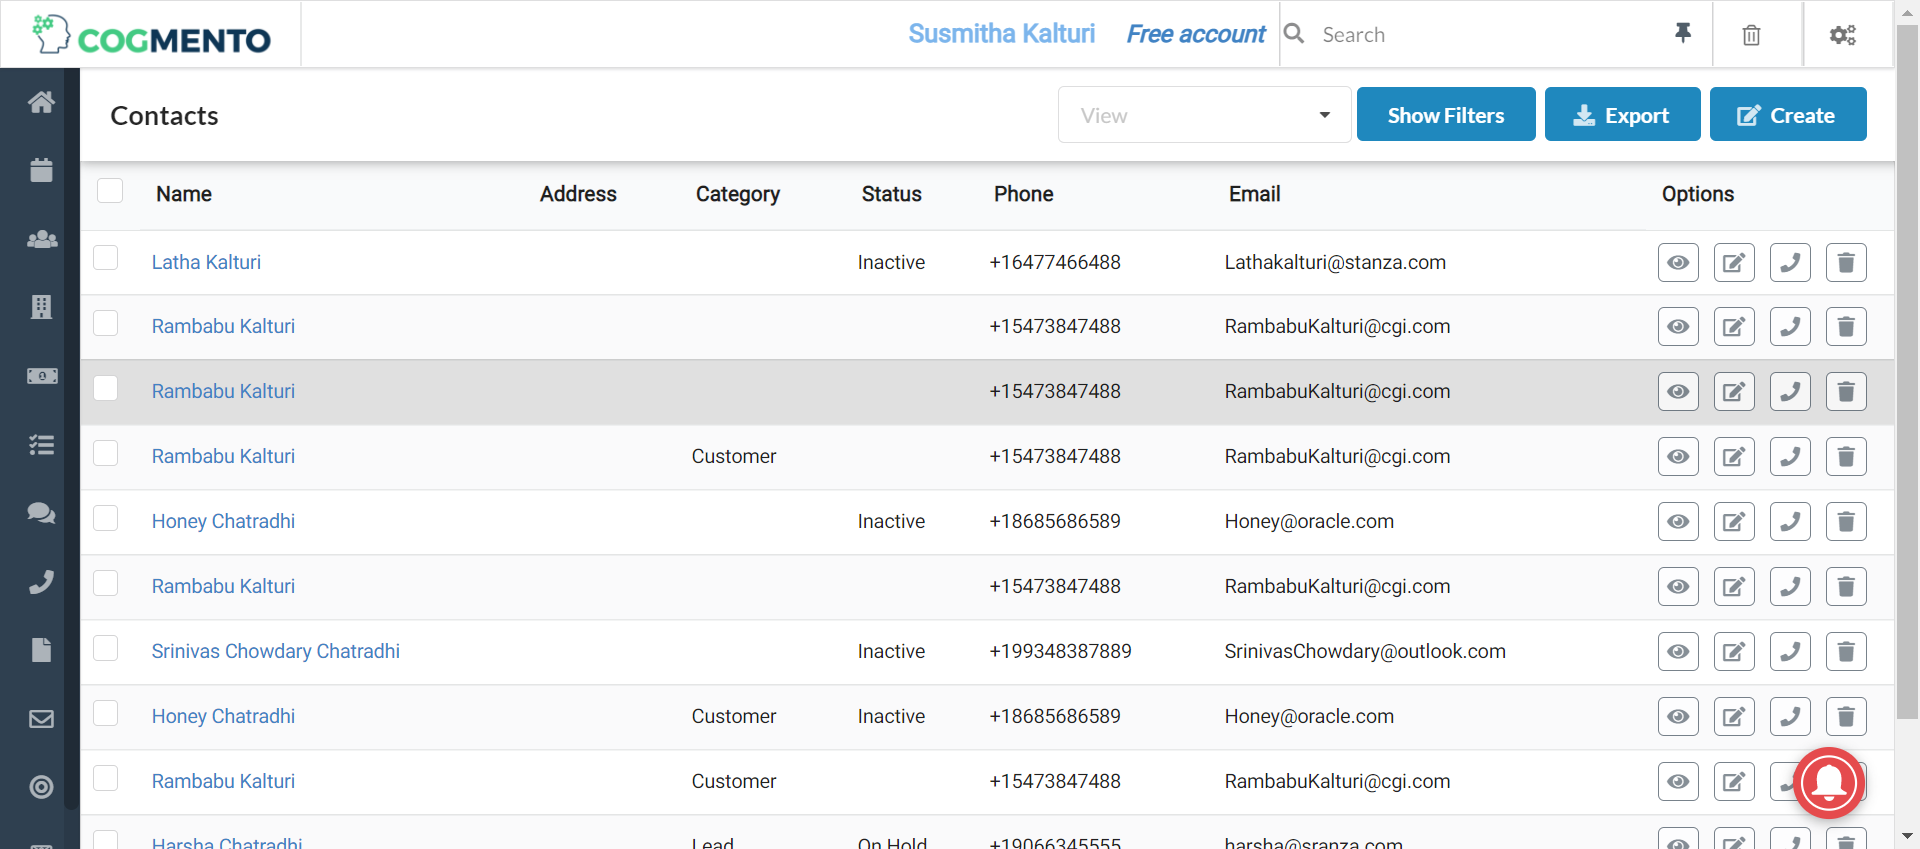 COGMENTO Susmitha Kalturi Free account Search
Contacts View Show Filters Export Create
Name Address Category Status Phone Email Options
Latha Kalturi Inactive +16477466488 Lathakalturi@stanza.com
Rambabu Kalturi +15473847488 RambabuKalturi@cgi.com
Rambabu Kalturi +15473847488 RambabuKalturi@cgi.com
Rambabu Kalturi Customer +15473847488 RambabuKalturi@cgi.com
Honey Chatradhi Inactive +18685686589 Honey@oracle.com
Rambabu Kalturi +15473847488 RambabuKalturi@cgi.com
Srinivas Chowdary Chatradhi Inactive +199348387889 SrinivasChowdary@outlook.com
Honey Chatradhi Customer Inactive +18685686589 Honey@oracle.com
Rambabu Kalturi Customer +15473847488 RambabuKalturi@cgi.com
Harsha Chatradhi Lead On Hold +19066345555 harsha@sranza.com